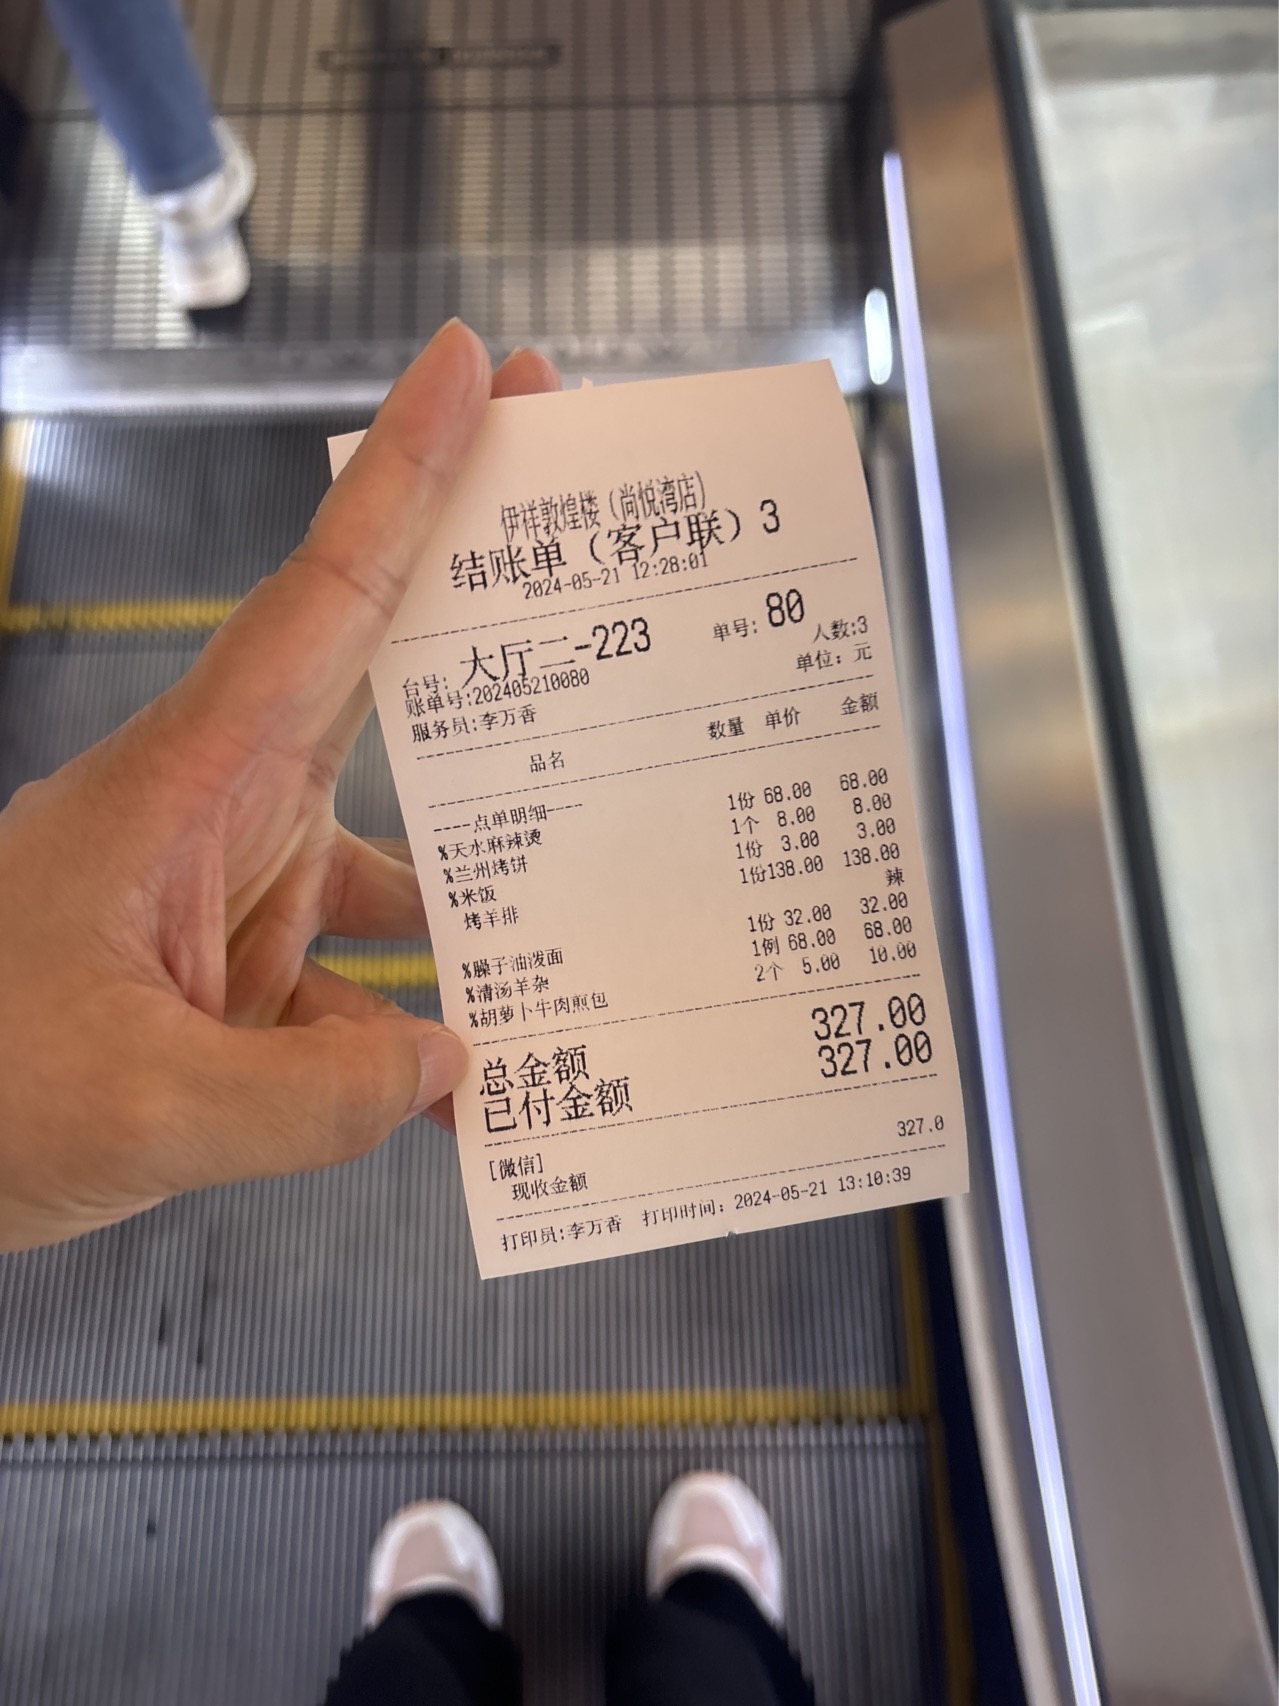 伊祥敦煌楼（尚悦湾店）
结账单（客户联）3
2024-05-21 12:28:01
台号: 大厅二-223 单号: 80
账单号:202405210080 人数:3
服务员:李万香 单位: 元
品名 数量 单价 金额
----点单明细----
%天水麻辣烫 1份 68.00 68.00
%兰州烤饼 1个 8.00 8.00
%米饭 1份 3.00 3.00
烤羊排 1份138.00 138.00
辣
%臊子油泼面 1份 32.00 32.00
%清汤羊杂 1例 68.00 68.00
%胡萝卜牛肉煎包 2个 5.00 10.00
总金额 327.00
已付金额 327.00
[微信]
现收金额 327.0
打印员:李万香 打印时间: 2024-05-21 13:10:39